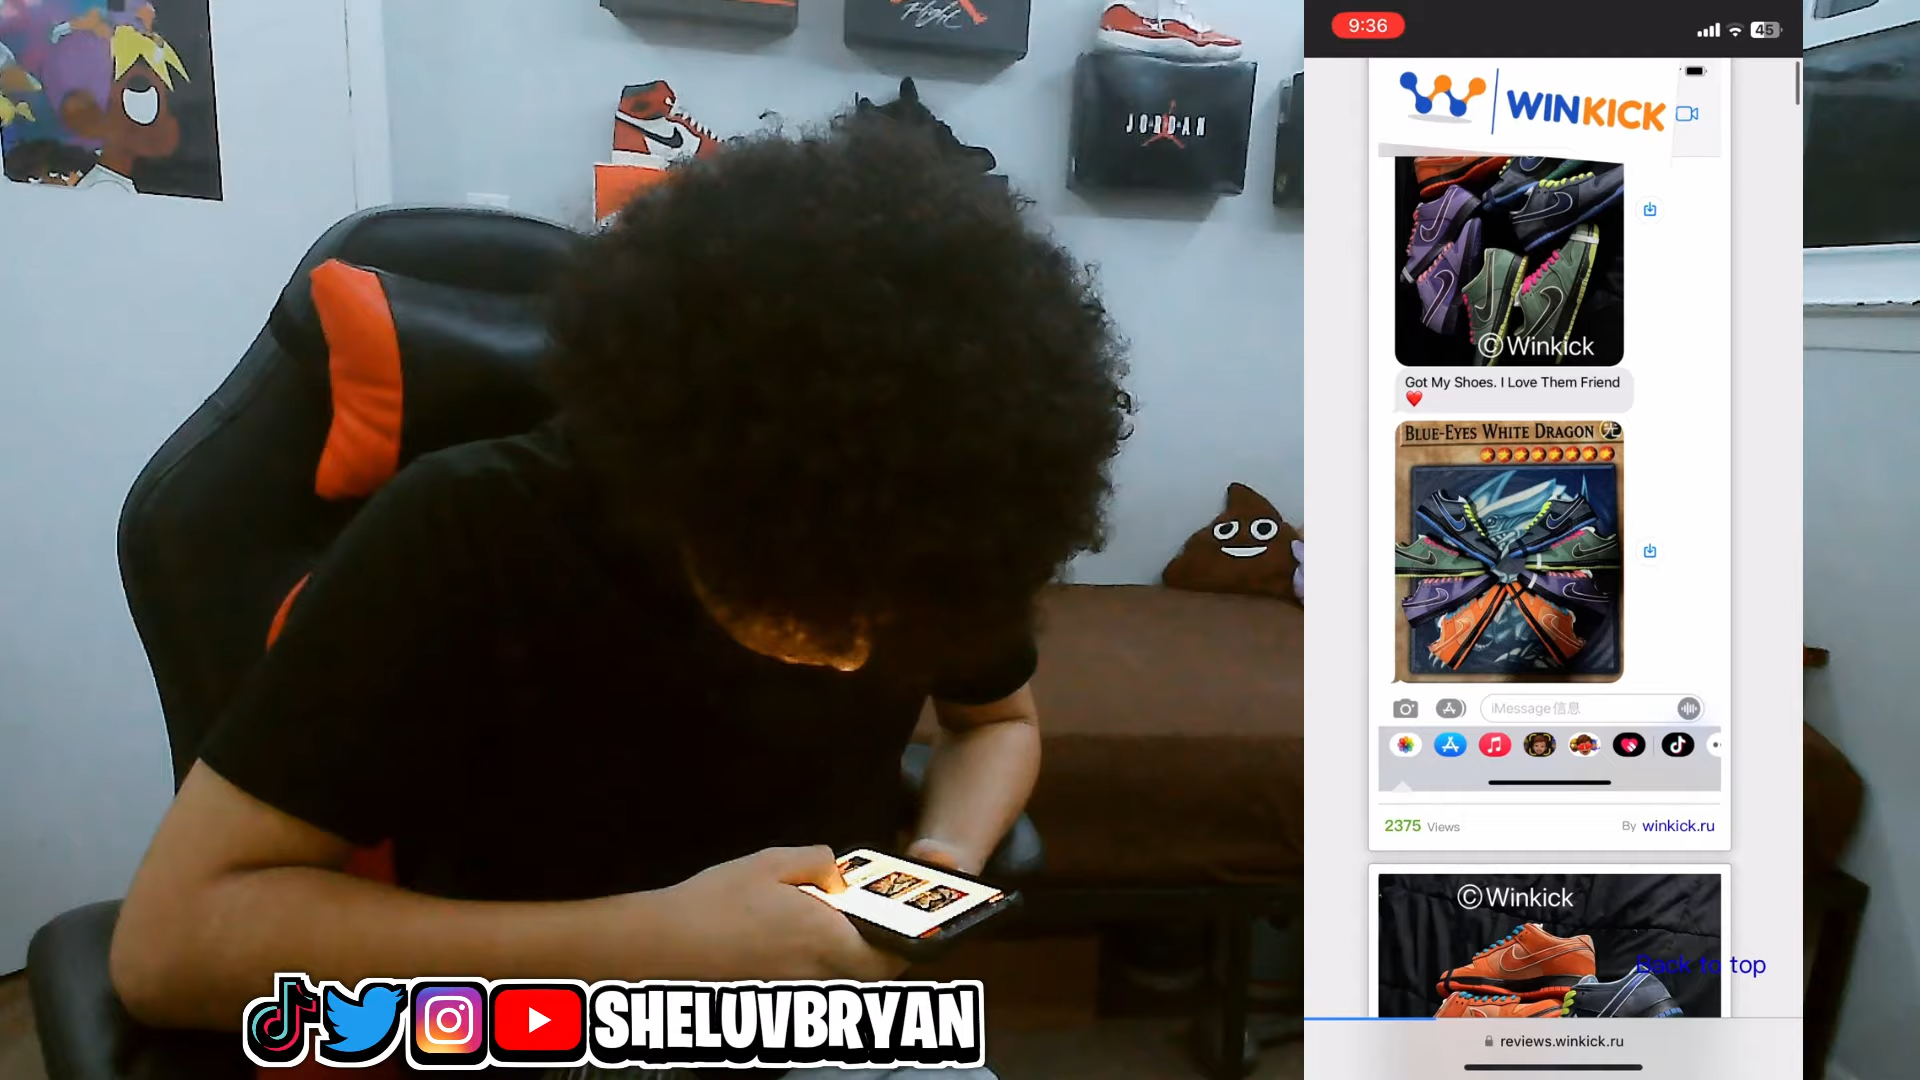 Flight
JORDAN
SHELUVBRYAN
9:36
45
WINKICK
©Winkick
Got My Shoes. I Love Them Friend
❤️
BLUE-EYES WHITE DRAGON 光
iMessage信息
2375 Views
By winkick.ru
©Winkick
Back to top
reviews.winkick.ru